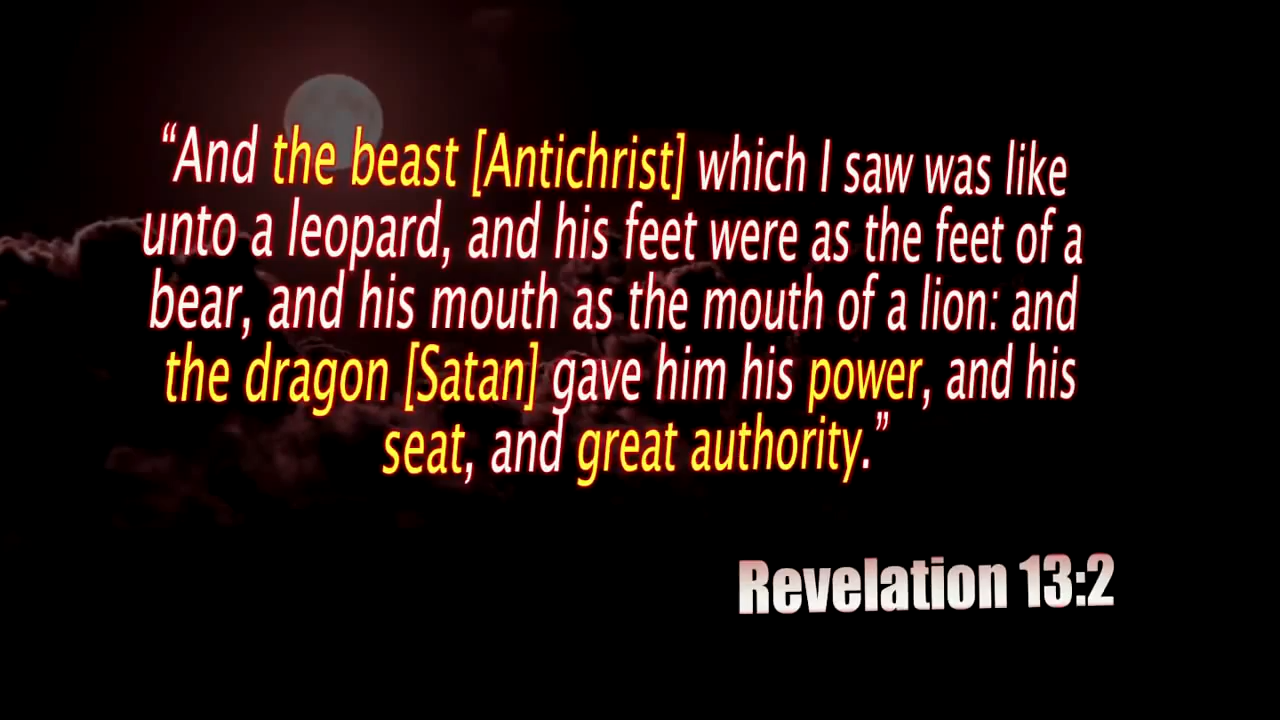 “And the beast [Antichrist] which I saw was like
unto a leopard, and his feet were as the feet of a
bear, and his mouth as the mouth of a lion: and
the dragon [Satan] gave him his power, and his
seat, and great authority.”
Revelation 13:2